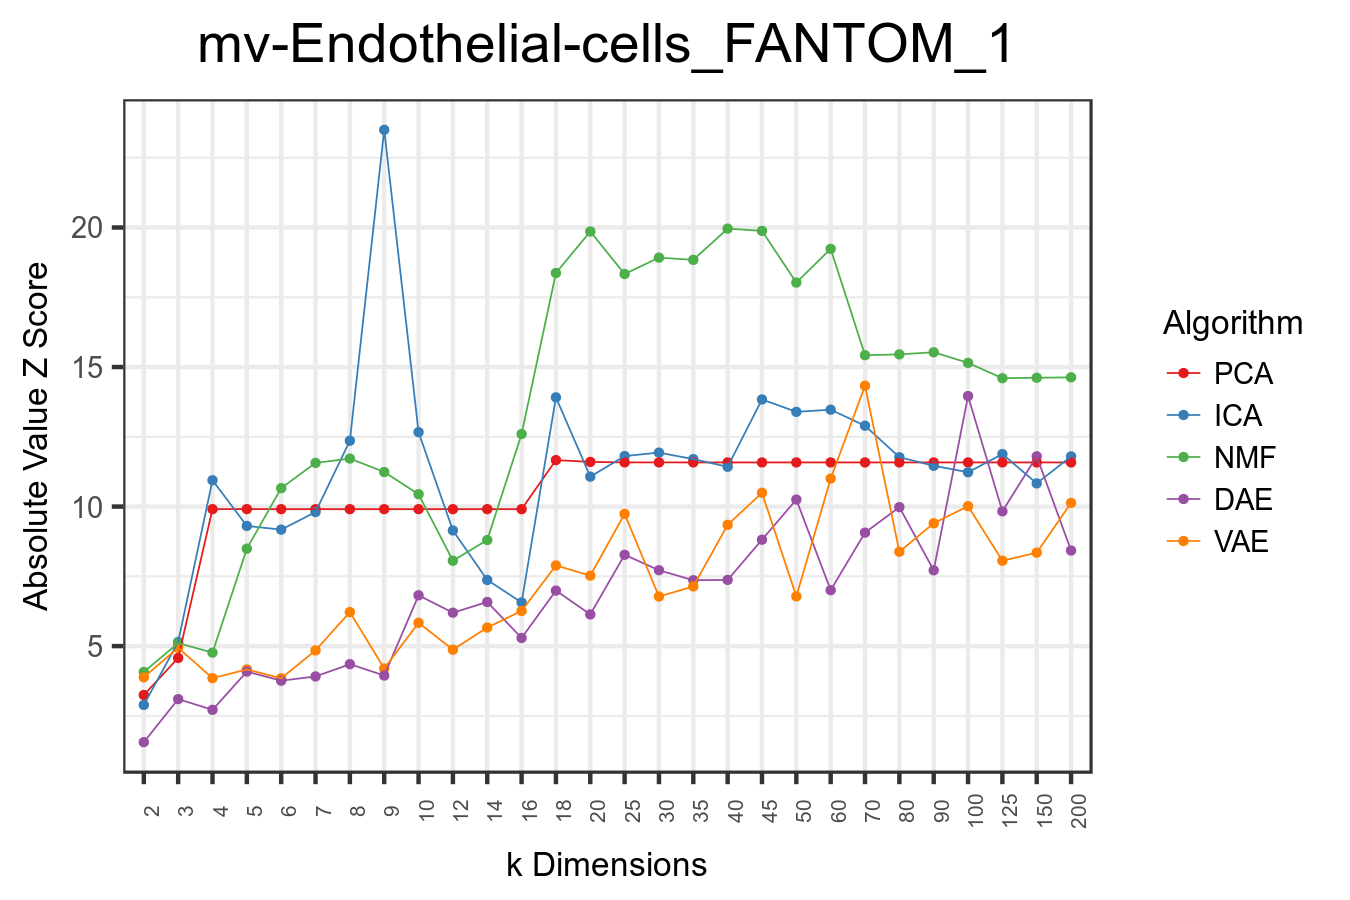 mv-Endothelial-cells_FANTOM_1
Absolute Value Z Score
20
15
10
5
2 3 4 5 6 7 8 9 10 12 14 16 18 20 25 30 35 40 45 50 60 70 80 90 100 125 150 200
k Dimensions
Algorithm
PCA
ICA
NMF
DAE
VAE